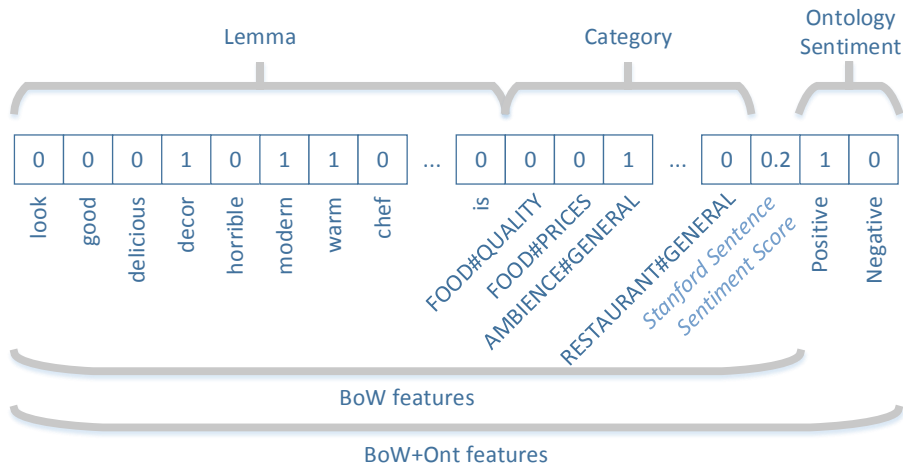 Lemma
Category
Ontology
Sentiment
0 0 0 1 0 1 1 0 ... 0 0 0 1 ... 0 0.2 1 0
look
good
delicious
decor
horrible
modern
warm
chef
is
FOOD#QUALITY
FOOD#PRICES
AMBIENCE#GENERAL
RESTAURANT#GENERAL
Stanford Sentence
Sentiment Score
Positive
Negative
BoW features
BoW+Ont features